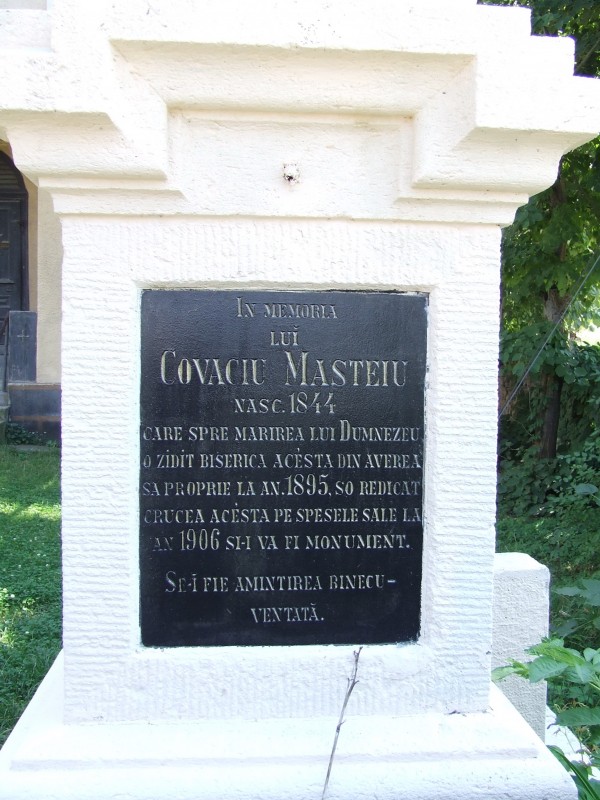 IN MEMORIA
LUĬ
COVACIU MASTEIU
NASC. 1844
CARE SPRE MARIREA LUI DUMNEZEU
O ZIDIT BISERICA ACÉSTA DIN AVEREA
SA PROPRIE LA AN. 1895, SO REDICAT
CRUCEA ACÉSTA PE SPESELE SALE LA
AN 1906 SI-I VA FI MONUMENT.
SE-Ĭ FIE AMINTIREA BINECU-
VENTATĂ.